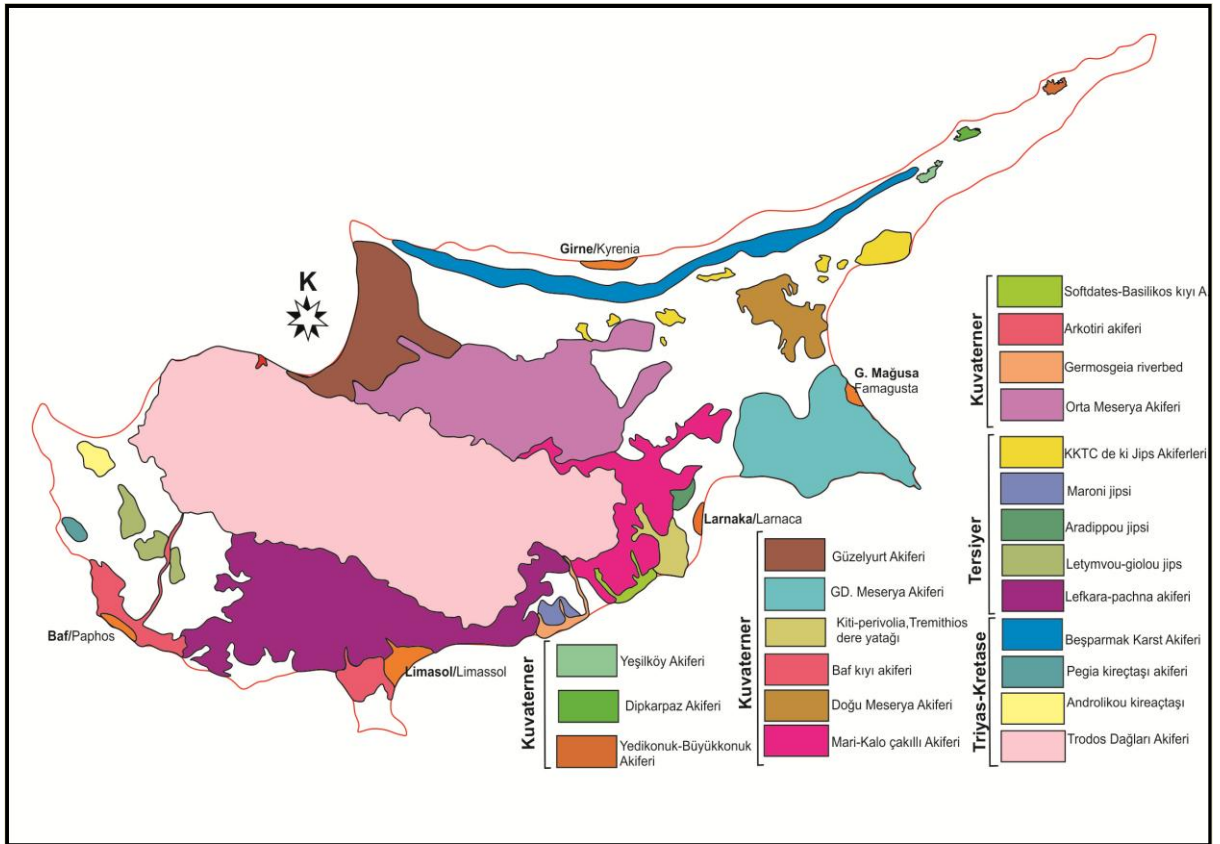 K
Girne/Kyrenia
G. Mağusa
Famagusta
Larnaka/Larnaca
Baf/Paphos
Limasol/Limassol
Kuvaterner
Yeşilköy Akiferi
Dipkarpaz Akiferi
Yedikonuk-Büyükkonuk
Akiferi
Kuvaterner
Güzelyurt Akiferi
GD. Meserya Akiferi
Kiti-perivolia,Tremithios
dere yatağı
Baf kıyı akiferi
Doğu Meserya Akiferi
Mari-Kalo çakıllı Akiferi
Kuvaterner
Softdates-Basilikos kıyı A.
Arkotiri akiferi
Germosgeia riverbed
Orta Meserya Akiferi
Tersiyer
KKTC de ki Jips Akiferleri
Maroni jipsi
Aradippou jipsi
Letymvou-giolou jips
Lefkara-pachna akiferi
Triyas-Kretase
Beşparmak Karst Akiferi
Pegia kireçtaşı akiferi
Androlikou kireaçtaşı
Trodos Dağları Akiferi